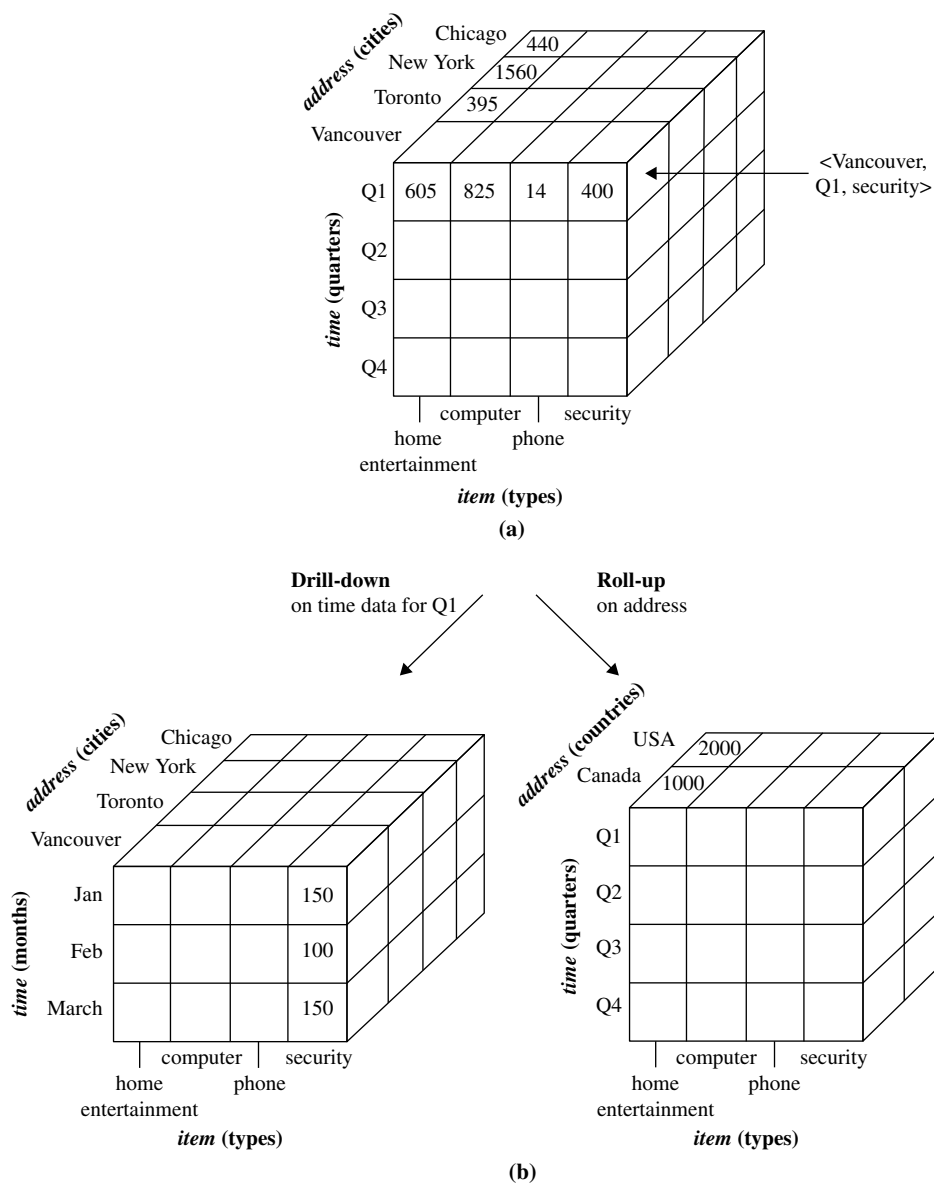 Chicago
440
New York
1560
address (cities)
Toronto
395
Vancouver
<Vancouver,
Q1, security>
Q1 605 825 14 400
Q2
Q3
Q4
time (quarters)
computer security
home phone
entertainment
item (types)
(a)
Drill-down
on time data for Q1
Roll-up
on address
address (cities)
Chicago
New York
Toronto
Vancouver
Jan 150
Feb 100
March 150
time (months)
computer security
home phone
entertainment
item (types)
address (countries)
USA 2000
Canada 1000
Q1
Q2
Q3
Q4
time (quarters)
computer security
home phone
entertainment
item (types)
(b)